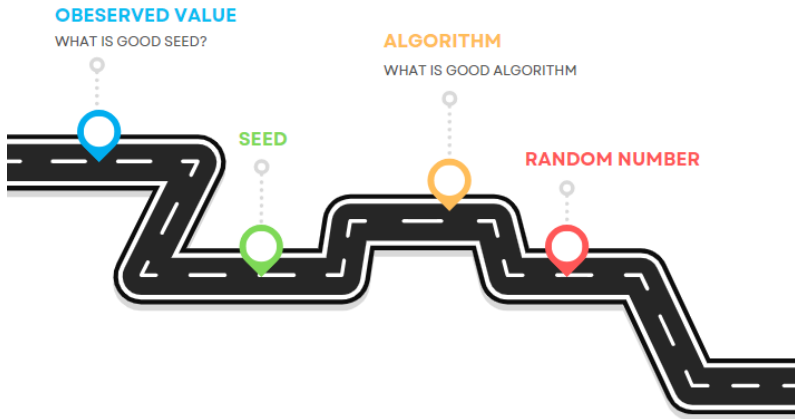 OBESERVED VALUE
WHAT IS GOOD SEED?
ALGORITHM
WHAT IS GOOD ALGORITHM
SEED
RANDOM NUMBER